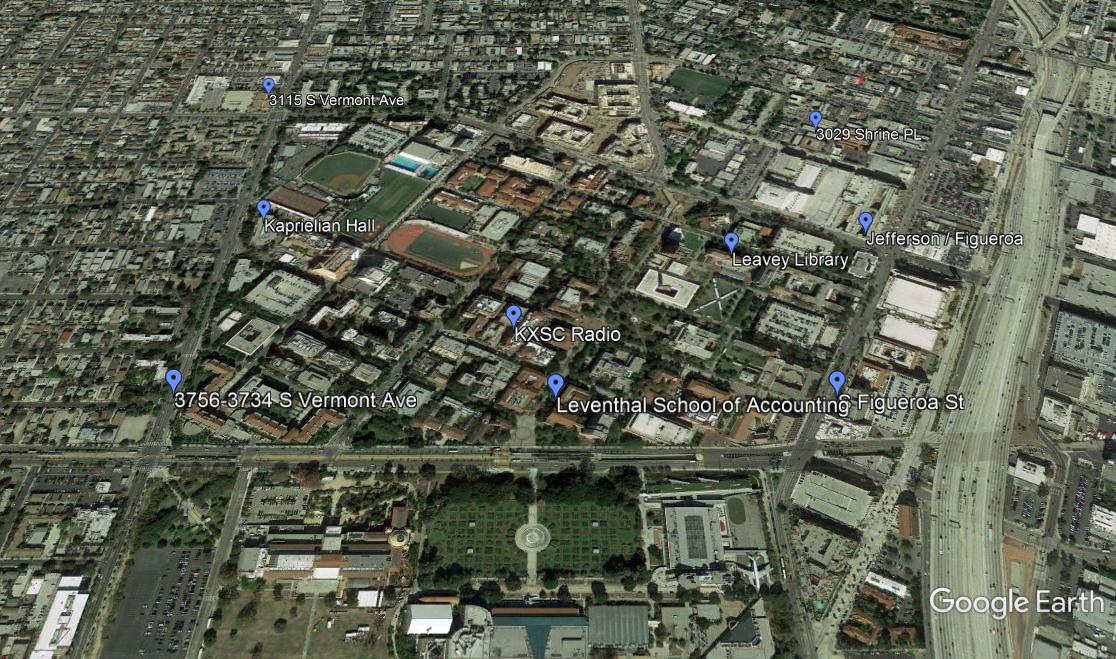 3115 S Vermont Ave
3029 Shrine PL
Kaprielian Hall
Jefferson / Figueroa
Leavey Library
KXSC Radio
3756-3734 S Vermont Ave
Leventhal School of Accounting
S Figueroa St
Google Earth